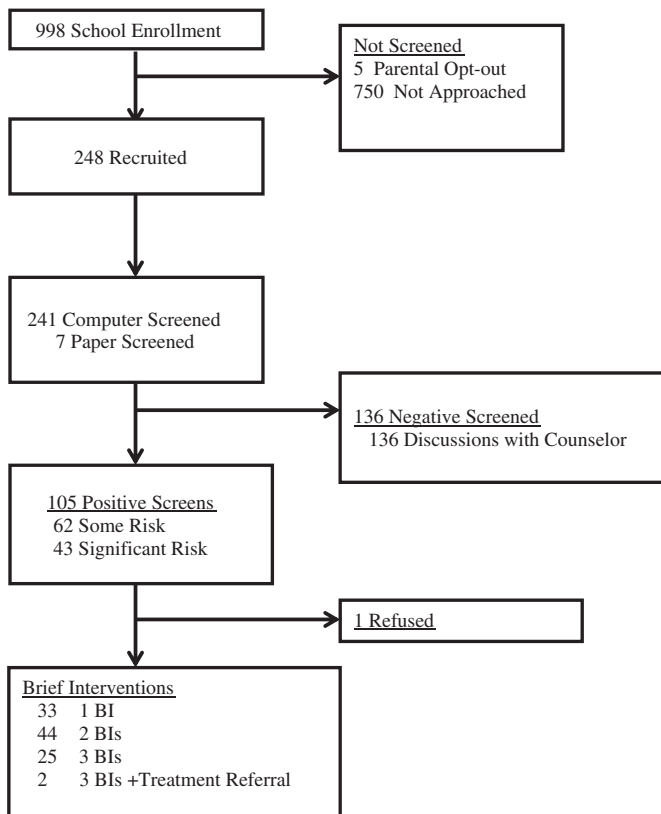 998 School Enrollment
Not Screened
5 Parental Opt-out
750 Not Approached
248 Recruited
241 Computer Screened
7 Paper Screened
136 Negative Screened
136 Discussions with Counselor
105 Positive Screens
62 Some Risk
43 Significant Risk
1 Refused
Brief Interventions
33 1 BI
44 2 BIs
25 3 BIs
2 3 BIs +Treatment Referral